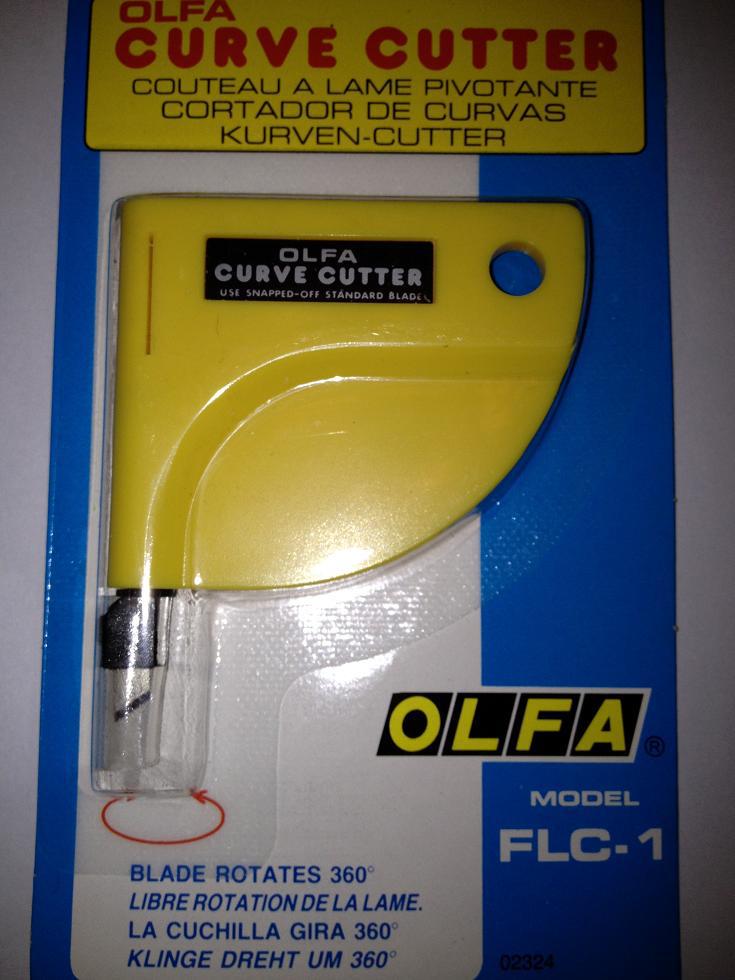 OLFA
CURVE CUTTER
COUTEAU A LAME PIVOTANTE
CORTADOR DE CURVAS
KURVEN-CUTTER
OLFA
CURVE CUTTER
USE SNAPPED-OFF STANDARD BLADE
OLFA®
MODEL
FLC-1
BLADE ROTATES 360°
LIBRE ROTATION DE LA LAME.
LA CUCHILLA GIRA 360°
KLINGE DREHT UM 360°
02324